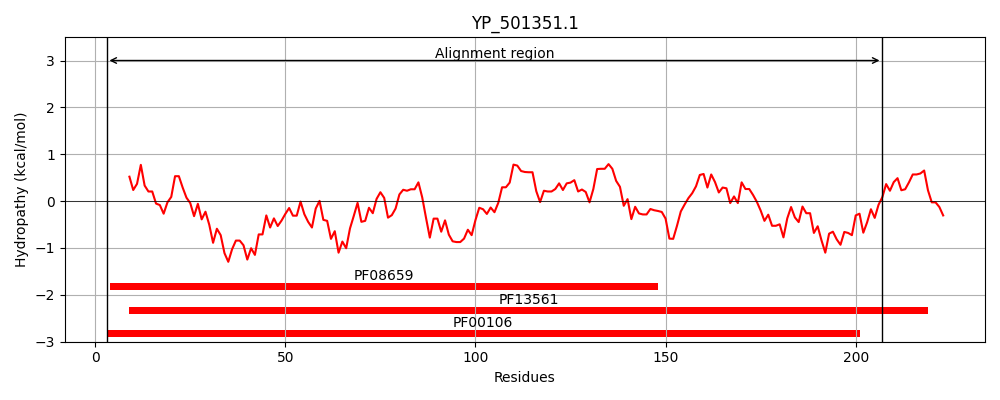 YP_501351.1
Alignment region
3
2
1
0
−1
−2
−3
Hydropathy (kcal/mol)
PF08659
PF13561
PF00106
0 50 100 150 200
Residues